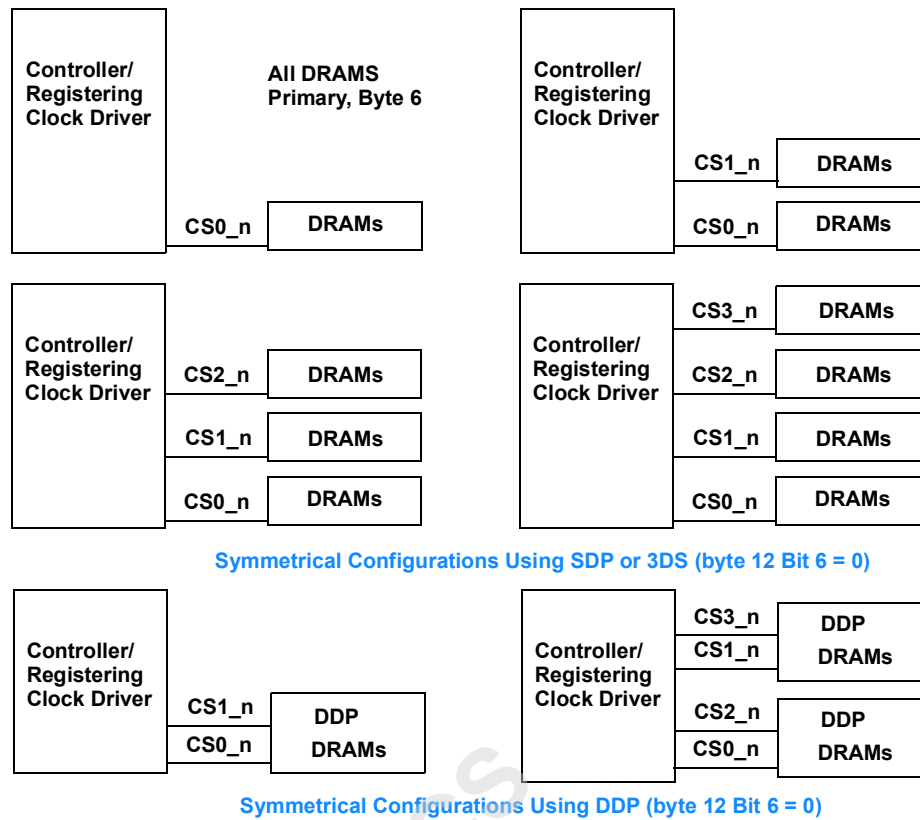 Controller/
Registering
Clock Driver
All DRAMS
Primary, Byte 6
CS0_n
DRAMs
Controller/
Registering
Clock Driver
CS1_n
DRAMs
CS0_n
DRAMs
Controller/
Registering
Clock Driver
CS2_n
DRAMs
CS1_n
DRAMs
CS0_n
DRAMs
CS3_n
DRAMs
Controller/
Registering
Clock Driver
CS2_n
DRAMs
CS1_n
DRAMs
CS0_n
DRAMs
Symmetrical Configurations Using SDP or 3DS (byte 12 Bit 6 = 0)
Controller/
Registering
Clock Driver
CS1_n
CS0_n
DDP
DRAMs
Controller/
Registering
Clock Driver
CS3_n
CS1_n
DDP
DRAMs
CS2_n
CS0_n
DDP
DRAMs
Symmetrical Configurations Using DDP (byte 12 Bit 6 = 0)